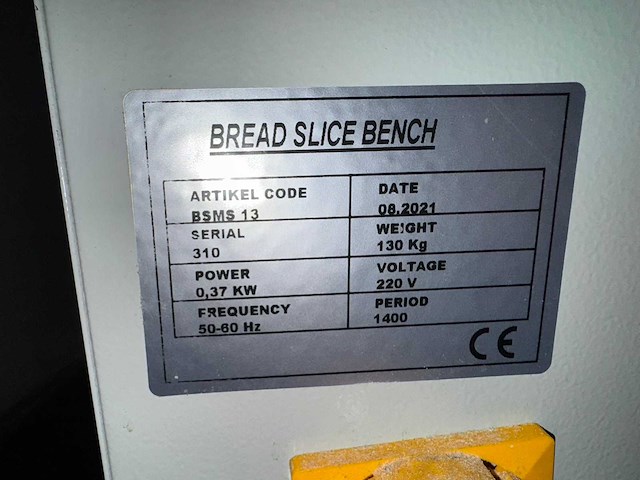 BREAD SLICE BENCH
ARTIKEL CODE
BSMS 13
DATE
08.2021
SERIAL
310
WEIGHT
130 Kg
POWER
0,37 KW
VOLTAGE
220 V
FREQUENCY
50-60 Hz
PERIOD
1400
CE